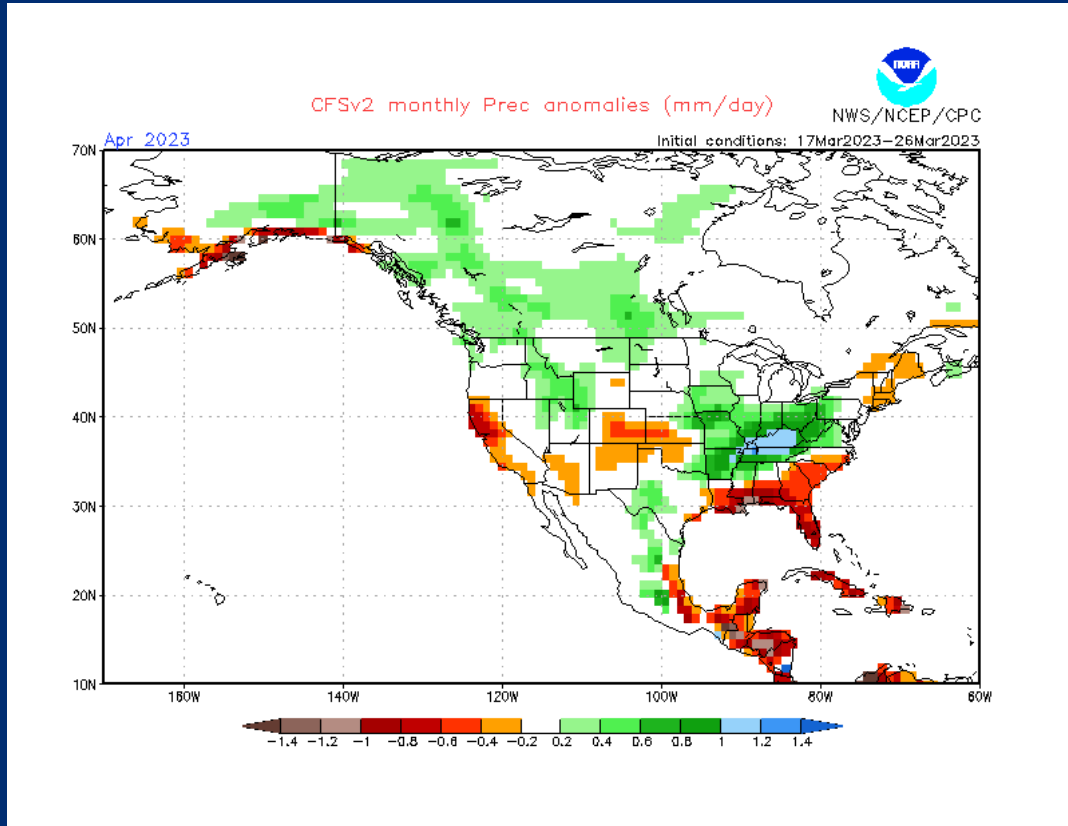 NOAA
CFSv2 monthly Prec anomalies (mm/day)
NWS/NCEP/CPC
Apr 2023
Initial conditions: 17Mar2023-26Mar2023
70N
60N
50N
40N
30N
20N
10N
160W 140W 120W 100W 80W 60W
-1.4 -1.2 -1 -0.8 -0.6 -0.4 -0.2 0.2 0.4 0.6 0.8 1 1.2 1.4